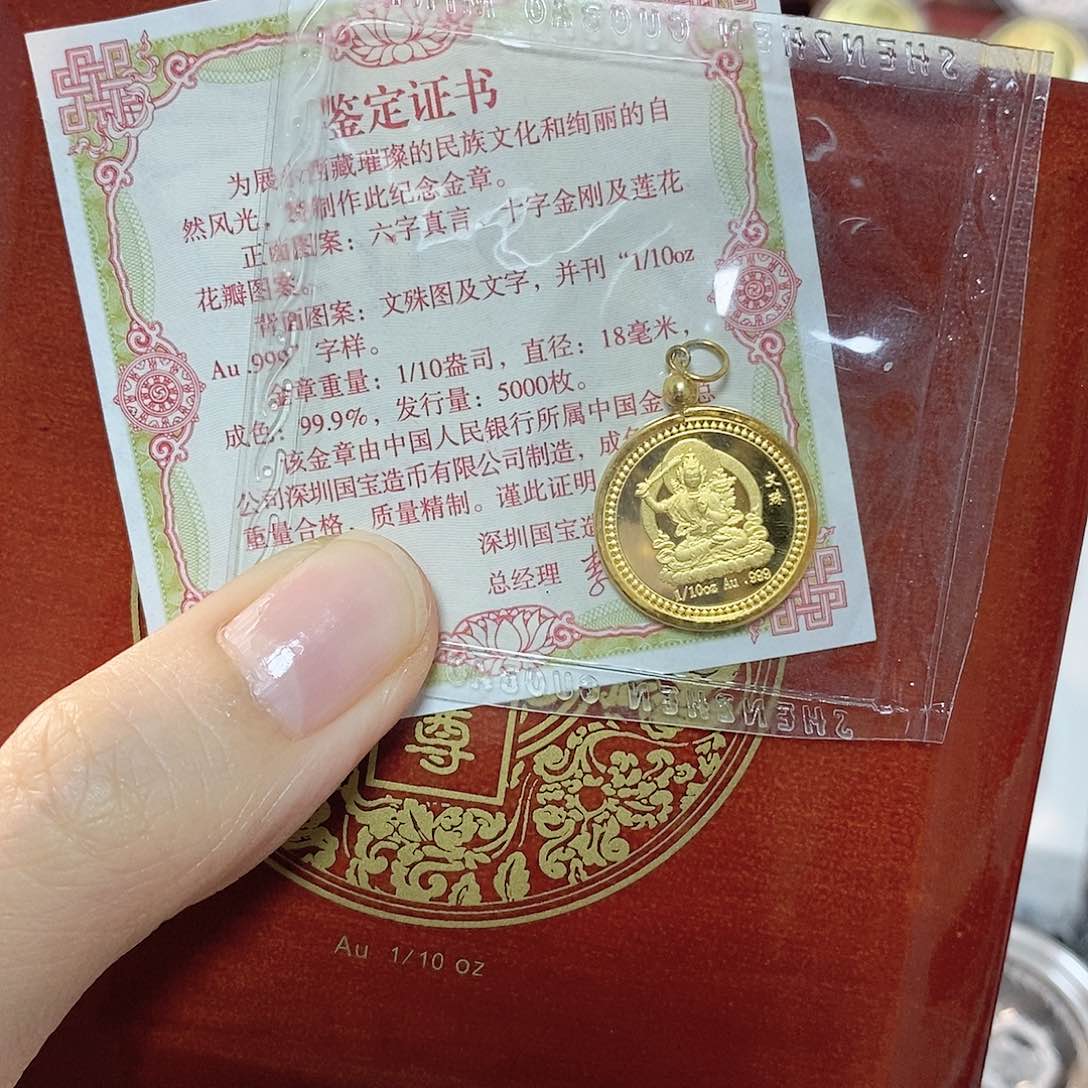 SHENZHEN GUOBAO MINT
鉴定证书
为展 西藏璀璨的民族文化和绚丽的自
然风光, 制作此纪念金章。
正面图案: 六字真言、十字金刚及莲花
花瓣图案。
背面图案: 文殊图及文字, 并刊“1/10oz
Au .999”字样。
金章重量: 1/10盎司, 直径: 18毫米,
成色: 99.9%, 发行量: 5000枚。
该金章由中国人民银行所属中国金 总
公司深圳国宝造币有限公司制造, 成
重量合格, 质量精制。谨此证明
深圳国宝造
总经理 李
文殊
1/10oz Au .999
SHENZHEN GUOBAO
尊
Au 1/10 oz